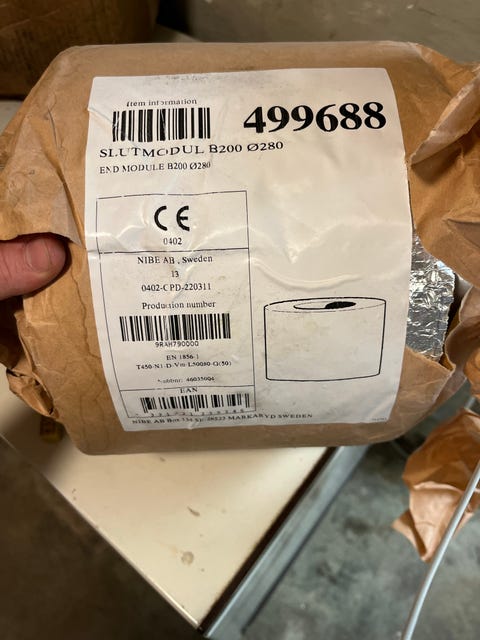 Item information
499688
SLUTMODUL B200 Ø280
END MODULE B200 Ø280
CE
0402
NIBE AB , Sweden
13
0402-CPD-220311
Production number
9RAH79000G
EN 1856-1
T450-N1-D-Vm-L50080-G(50)
46035004
EAN
NIBE AB Box 134 SE-28523 MARKARYD SWEDEN